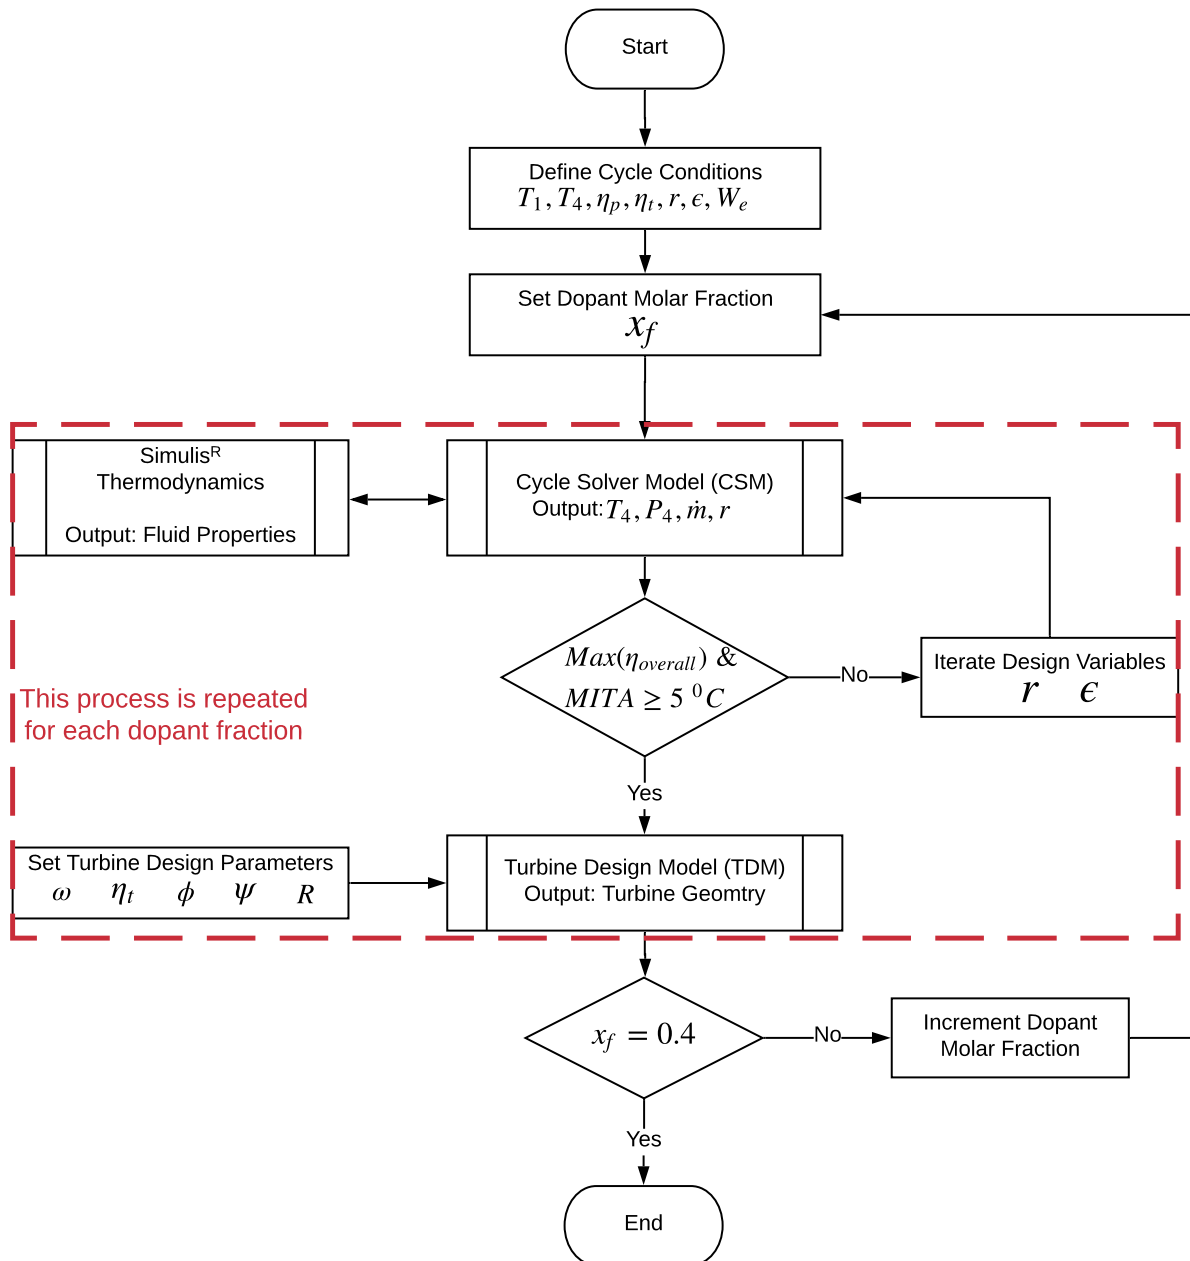 Start
Define Cycle Conditions
T₁, T₄, ηₚ, ηₜ, r, ϵ, Wₑ
Set Dopant Molar Fraction
x_f
Simulisᴿ
Thermodynamics
Output: Fluid Properties
Cycle Solver Model (CSM)
Output: T₄, P₄, ṁ, r
Max(η_overall) &
MITA ≥ 5 ⁰C
No
Iterate Design Variables
r ϵ
This process is repeated
for each dopant fraction
Yes
Set Turbine Design Parameters
ω ηₜ ϕ ψ R
Turbine Design Model (TDM)
Output: Turbine Geomtry
x_f = 0.4
No
Increment Dopant
Molar Fraction
Yes
End